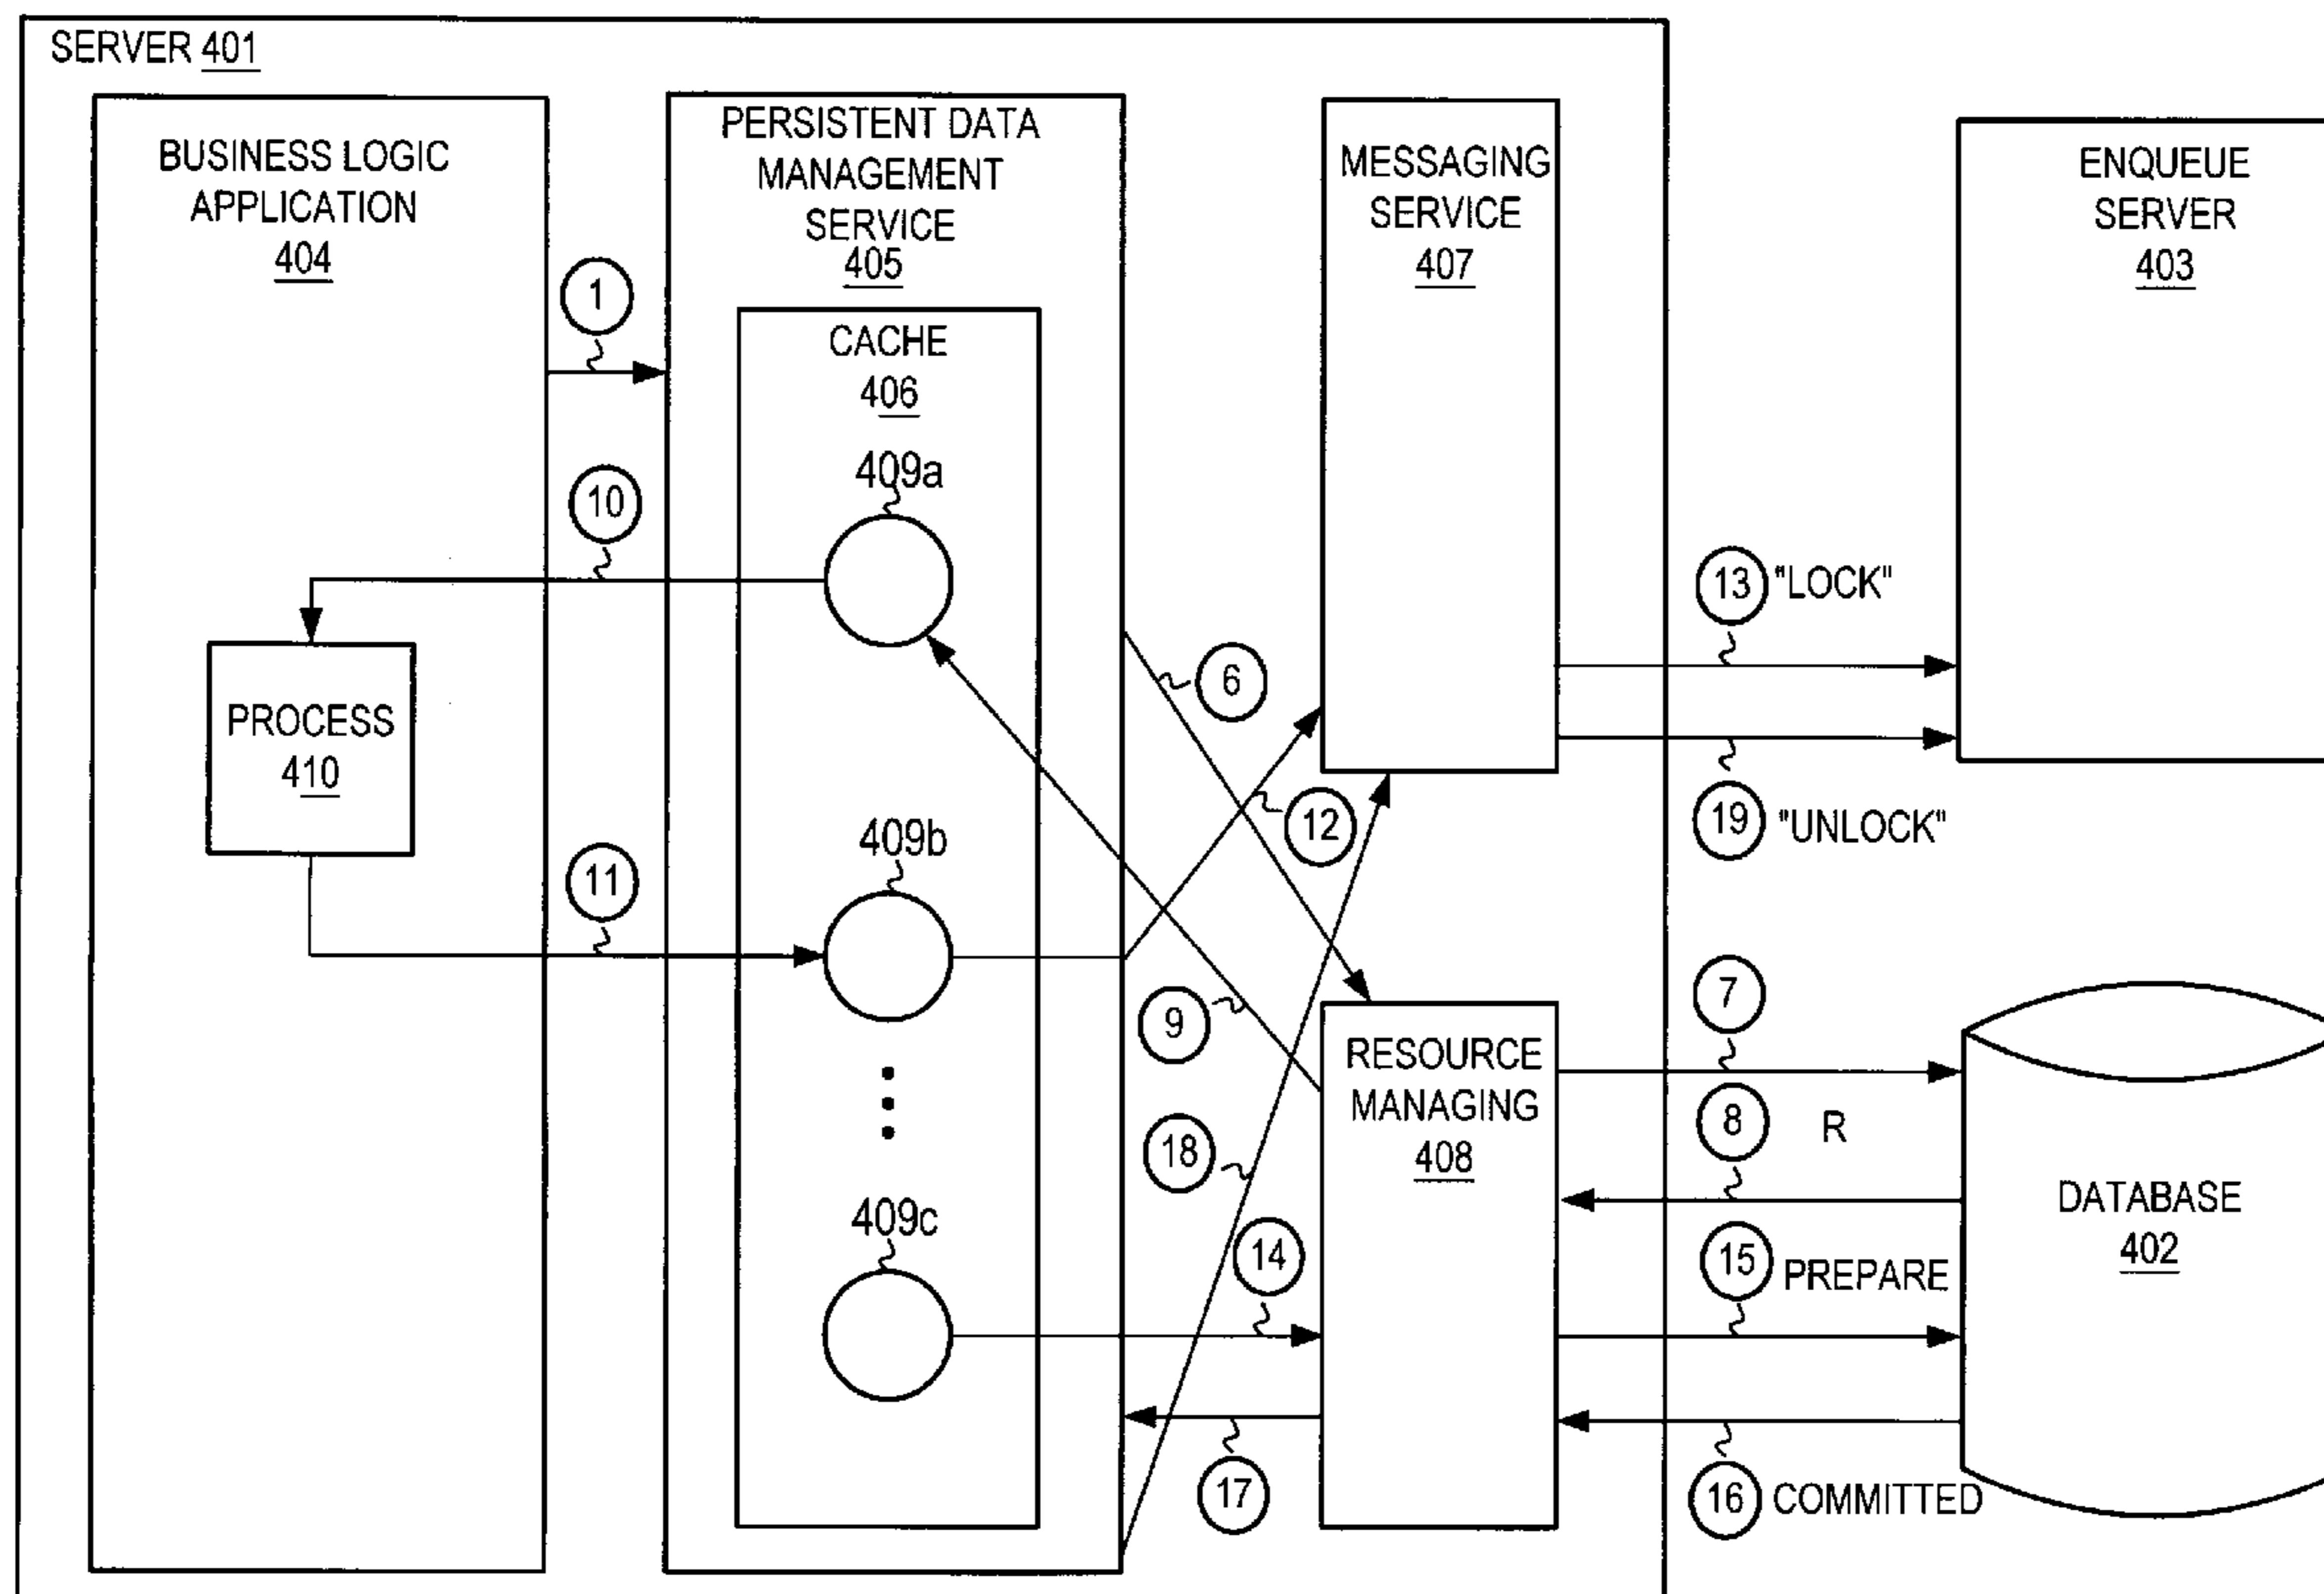 SERVER 401
BUSINESS LOGIC
APPLICATION
404
1
10
PROCESS
410
11
PERSISTENT DATA
MANAGEMENT
SERVICE
405
CACHE
406
409a
409b
409c
6
12
9
18
14
17
MESSAGING
SERVICE
407
RESOURCE
MANAGING
408
13 "LOCK"
19 "UNLOCK"
7
8 R
15 PREPARE
16 COMMITTED
ENQUEUE
SERVER
403
DATABASE
402